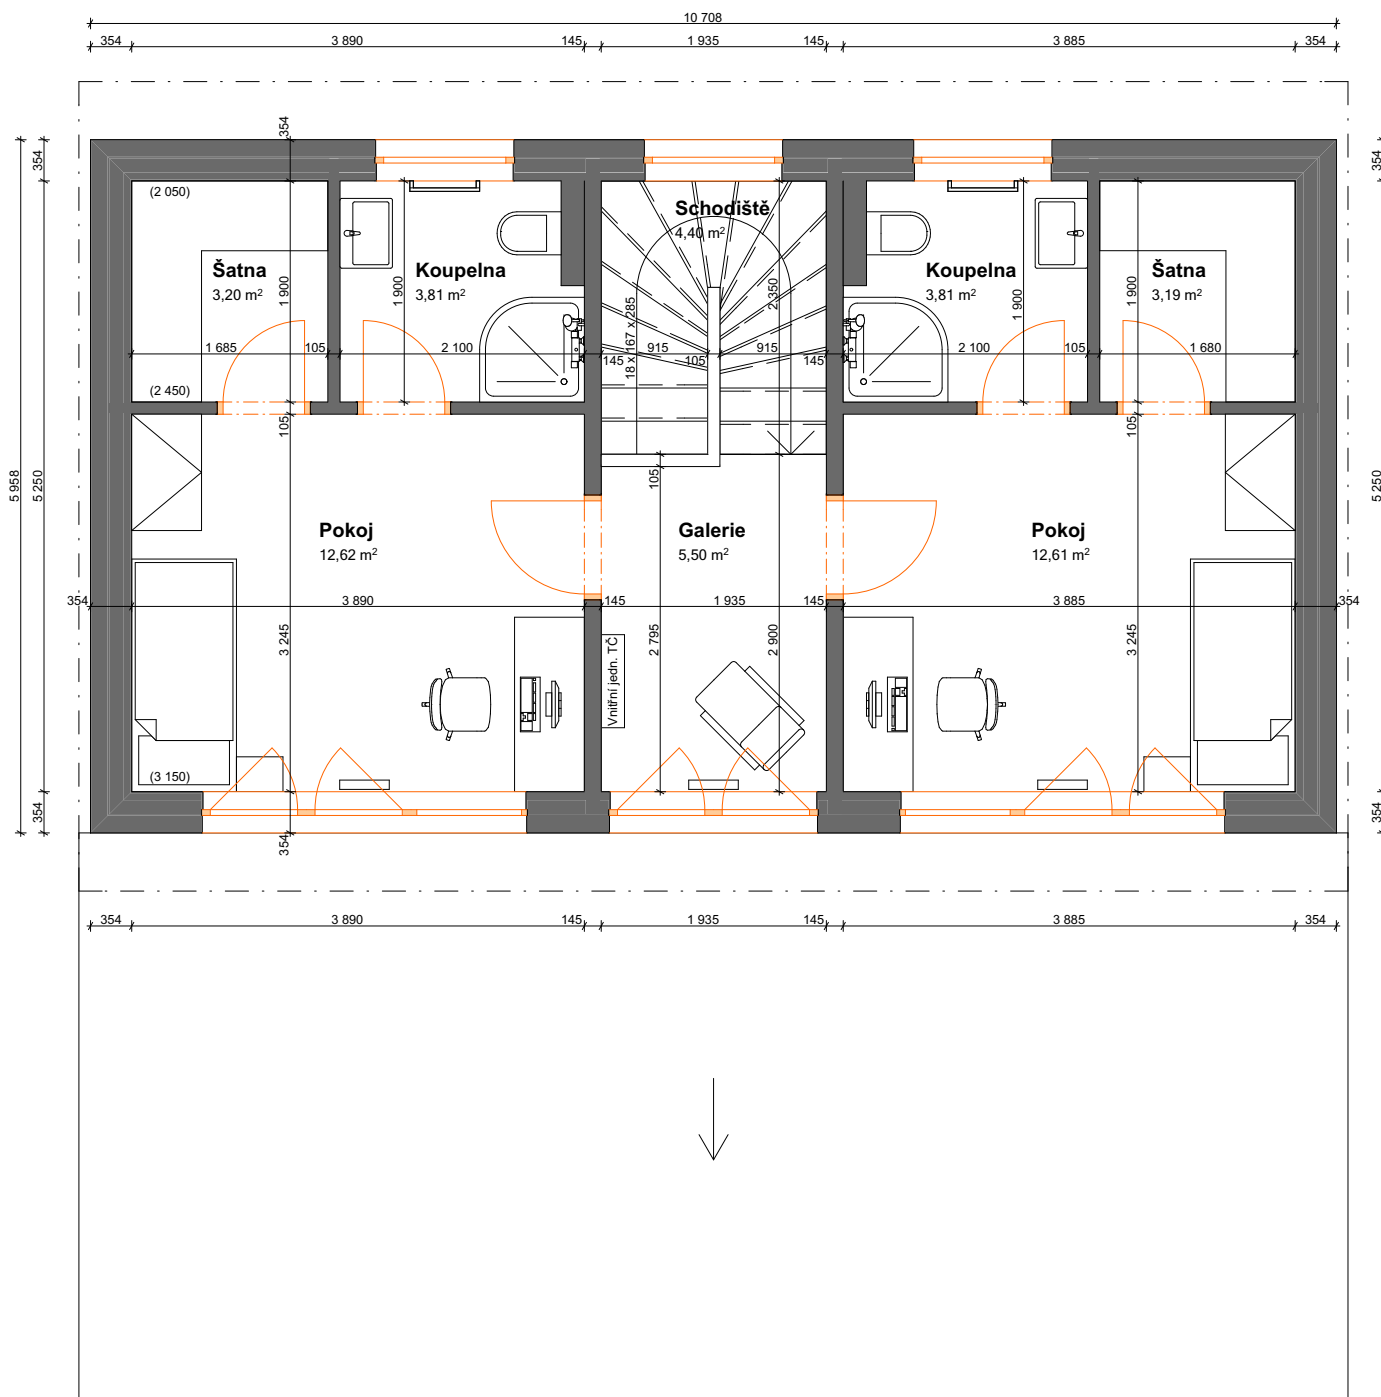 10 708
354 3 890 145 1 935 145 3 885 354
354
354
354
(2 050)
Schodiště
4,40 m²
Šatna
3,20 m²
Koupelna
3,81 m²
Koupelna
3,81 m²
Šatna
3,19 m²
1 900
1 900
2 350
1 900
1 900
18 x 167 x 285
1 685 105 2 100 145 915 105 915 145 2 100 105 1 680
(2 450)
105
105
105
5 958
5 250
5 250
Pokoj
12,62 m²
Galerie
5,50 m²
Pokoj
12,61 m²
354 3 890 145 1 935 145 3 885 354
3 245
2 795
2 900
3 245
Vnitřní jedn. TČ
(3 150)
354
354
354
354 3 890 145 1 935 145 3 885 354